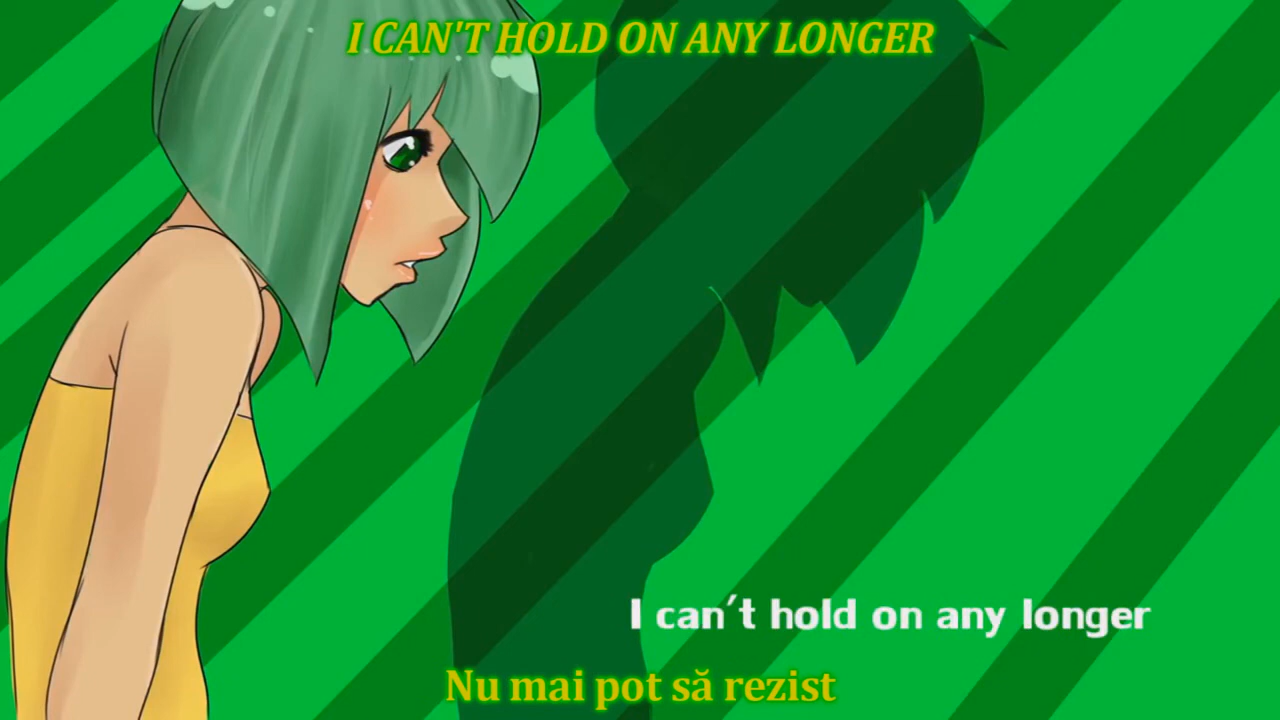 I CAN'T HOLD ON ANY LONGER
I can't hold on any longer
Nu mai pot să rezist